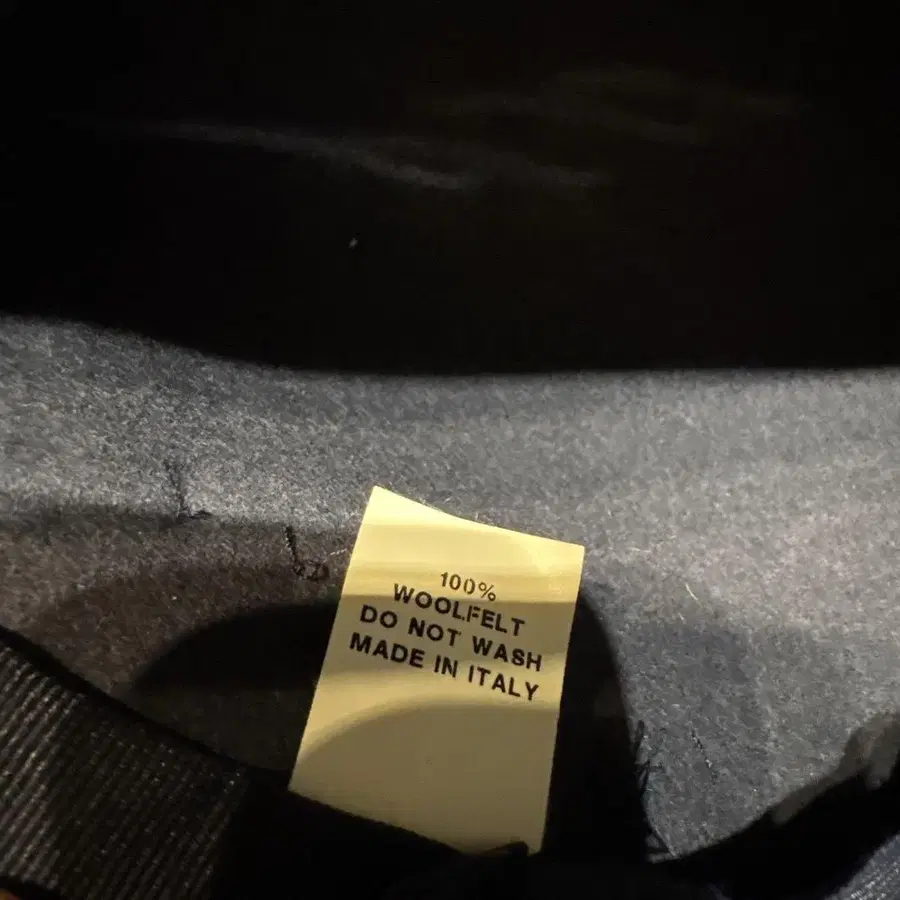 100%
WOOLFELT
DO NOT WASH
MADE IN ITALY